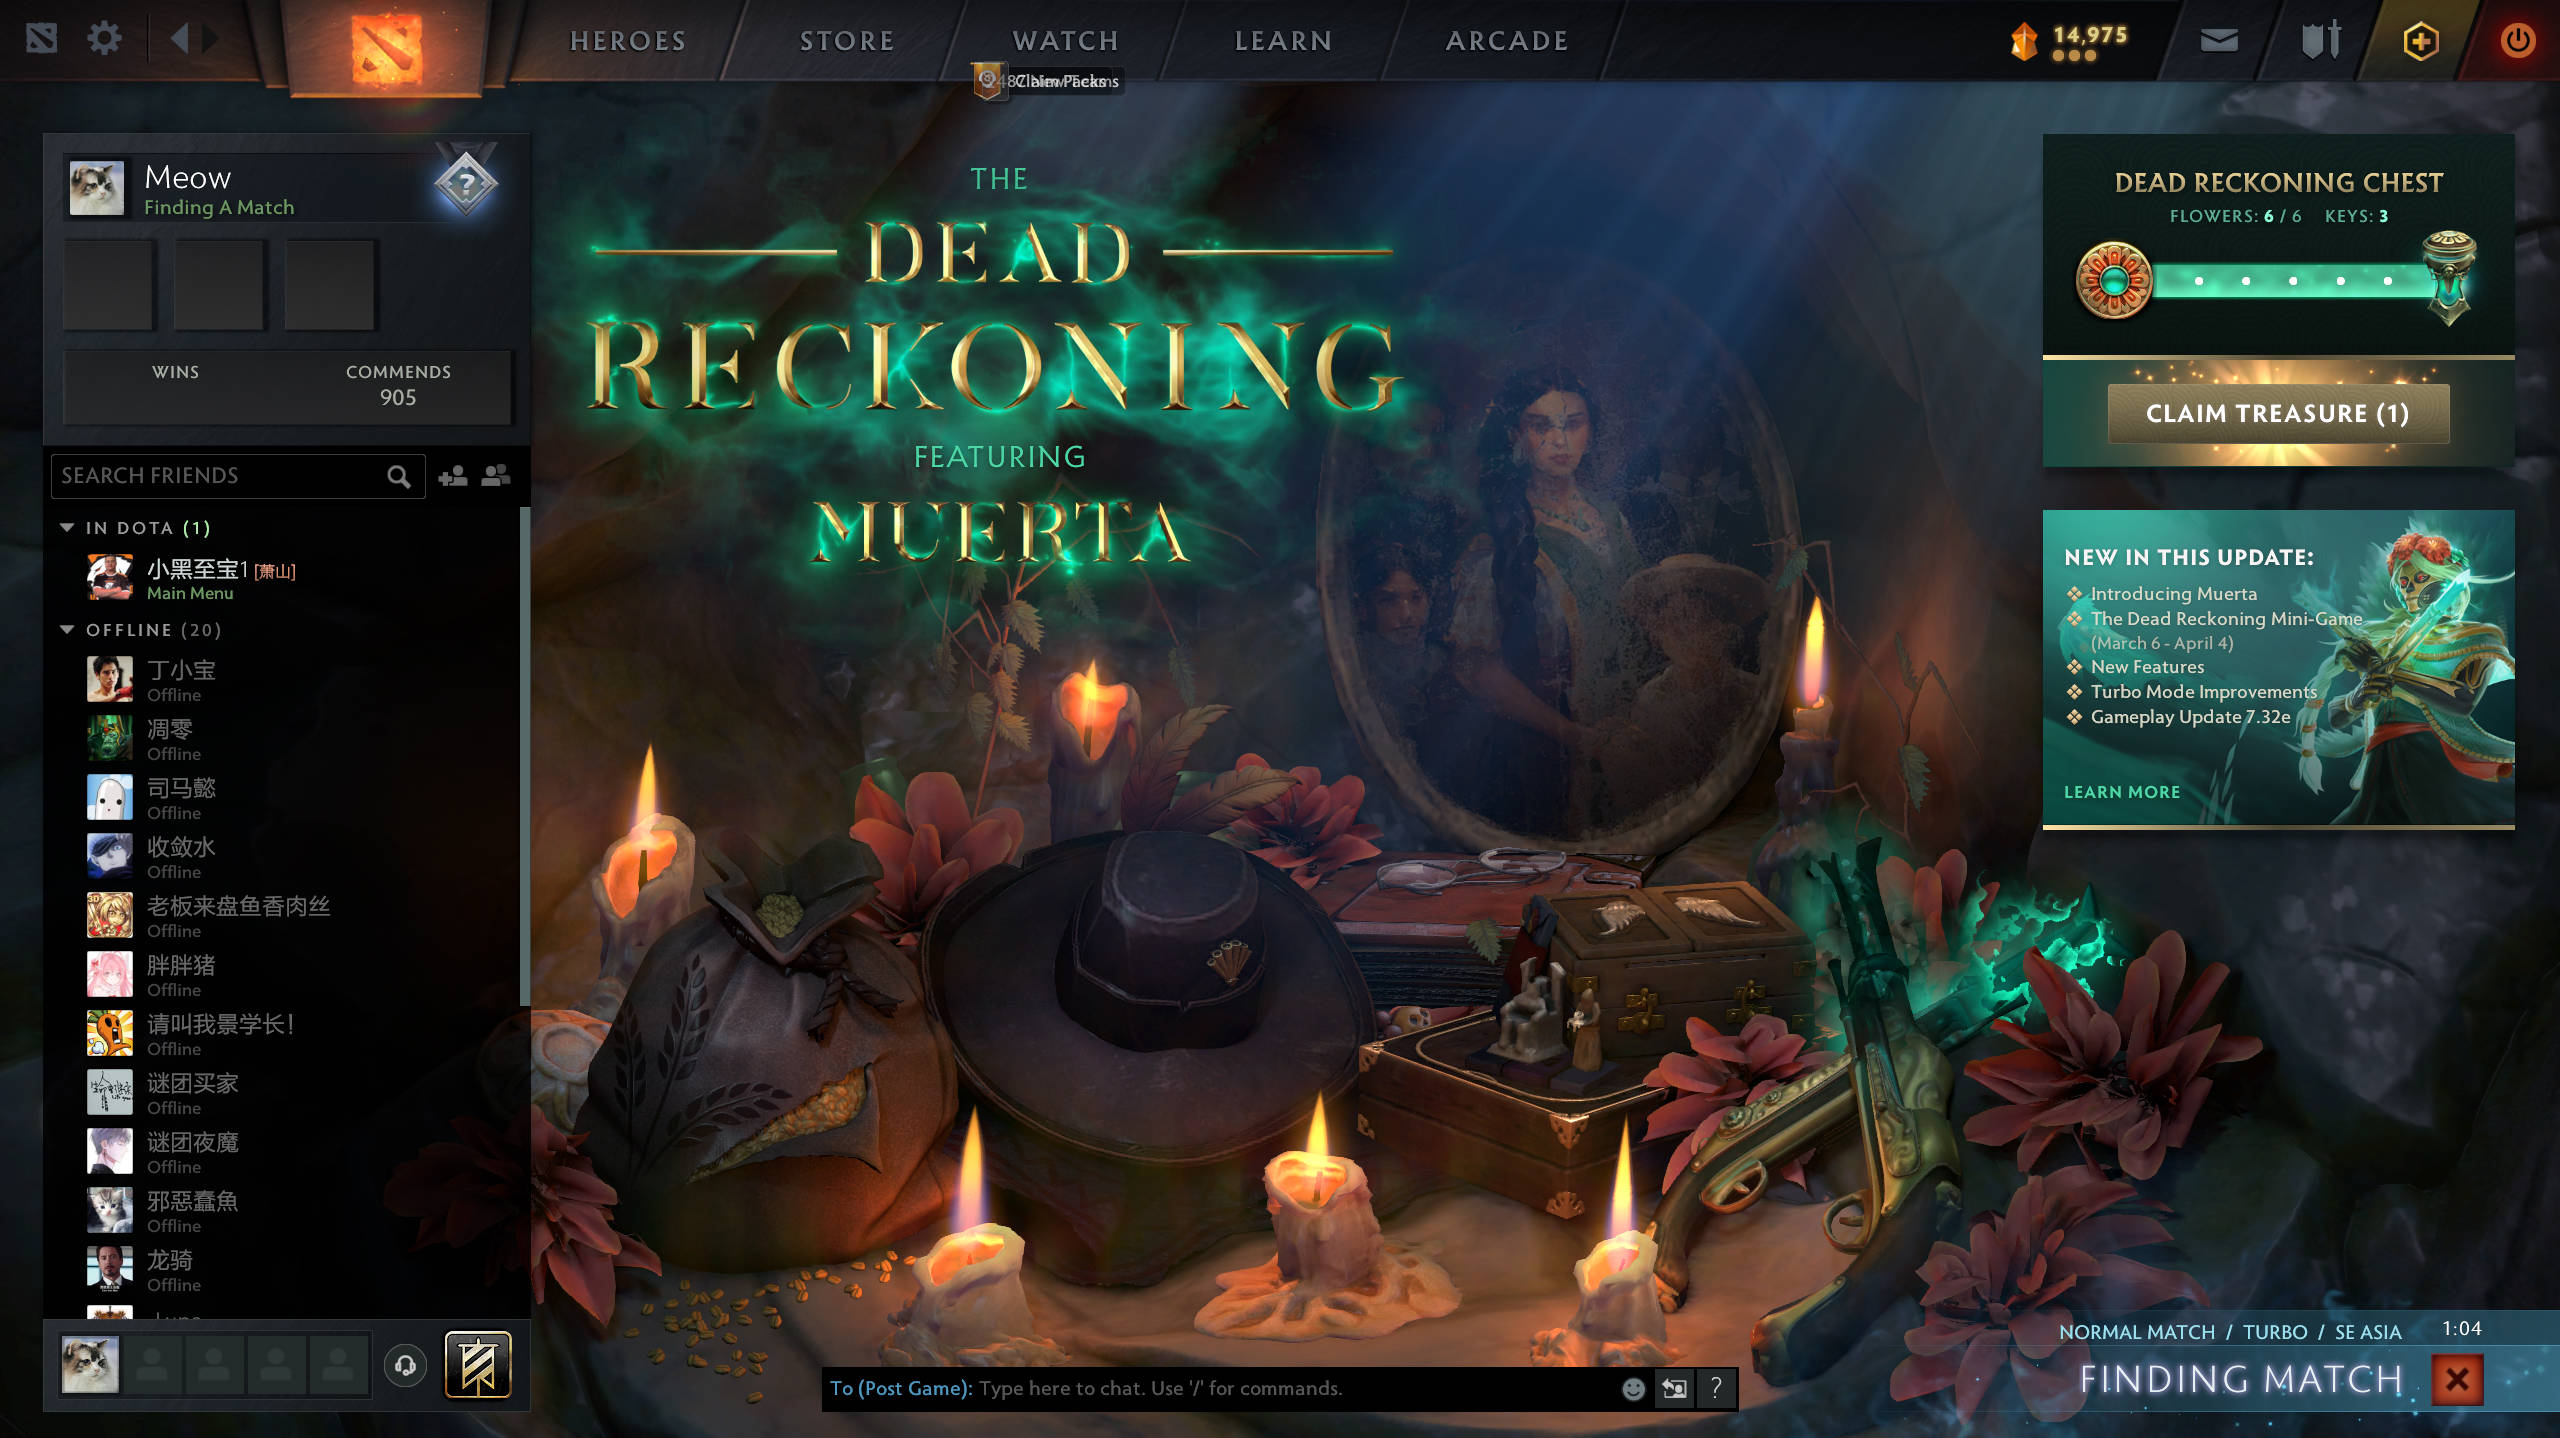 HEROES
STORE
WATCH
LEARN
ARCADE
14,975
Claim Packs
Meow
Finding A Match
WINS
COMMENDS
905
SEARCH FRIENDS
IN DOTA (1)
小黑至宝1 [萧山]
Main Menu
OFFLINE (20)
丁小宝
Offline
凋零
Offline
司马懿
Offline
收敛水
Offline
老板来盘鱼香肉丝
Offline
胖胖猪
Offline
请叫我景学长!
Offline
谜团买家
Offline
谜团夜魔
Offline
邪惡蠢魚
Offline
龙骑
Offline
THE
DEAD
RECKONING
FEATURING
MUERTA
DEAD RECKONING CHEST
FLOWERS: 6 / 6 KEYS: 3
CLAIM TREASURE (1)
NEW IN THIS UPDATE:
Introducing Muerta
The Dead Reckoning Mini-Game
(March 6 - April 4)
New Features
Turbo Mode Improvements
Gameplay Update 7.32e
LEARN MORE
To (Post Game): Type here to chat. Use '/' for commands.
?
NORMAL MATCH / TURBO / SE ASIA 1:04
FINDING MATCH